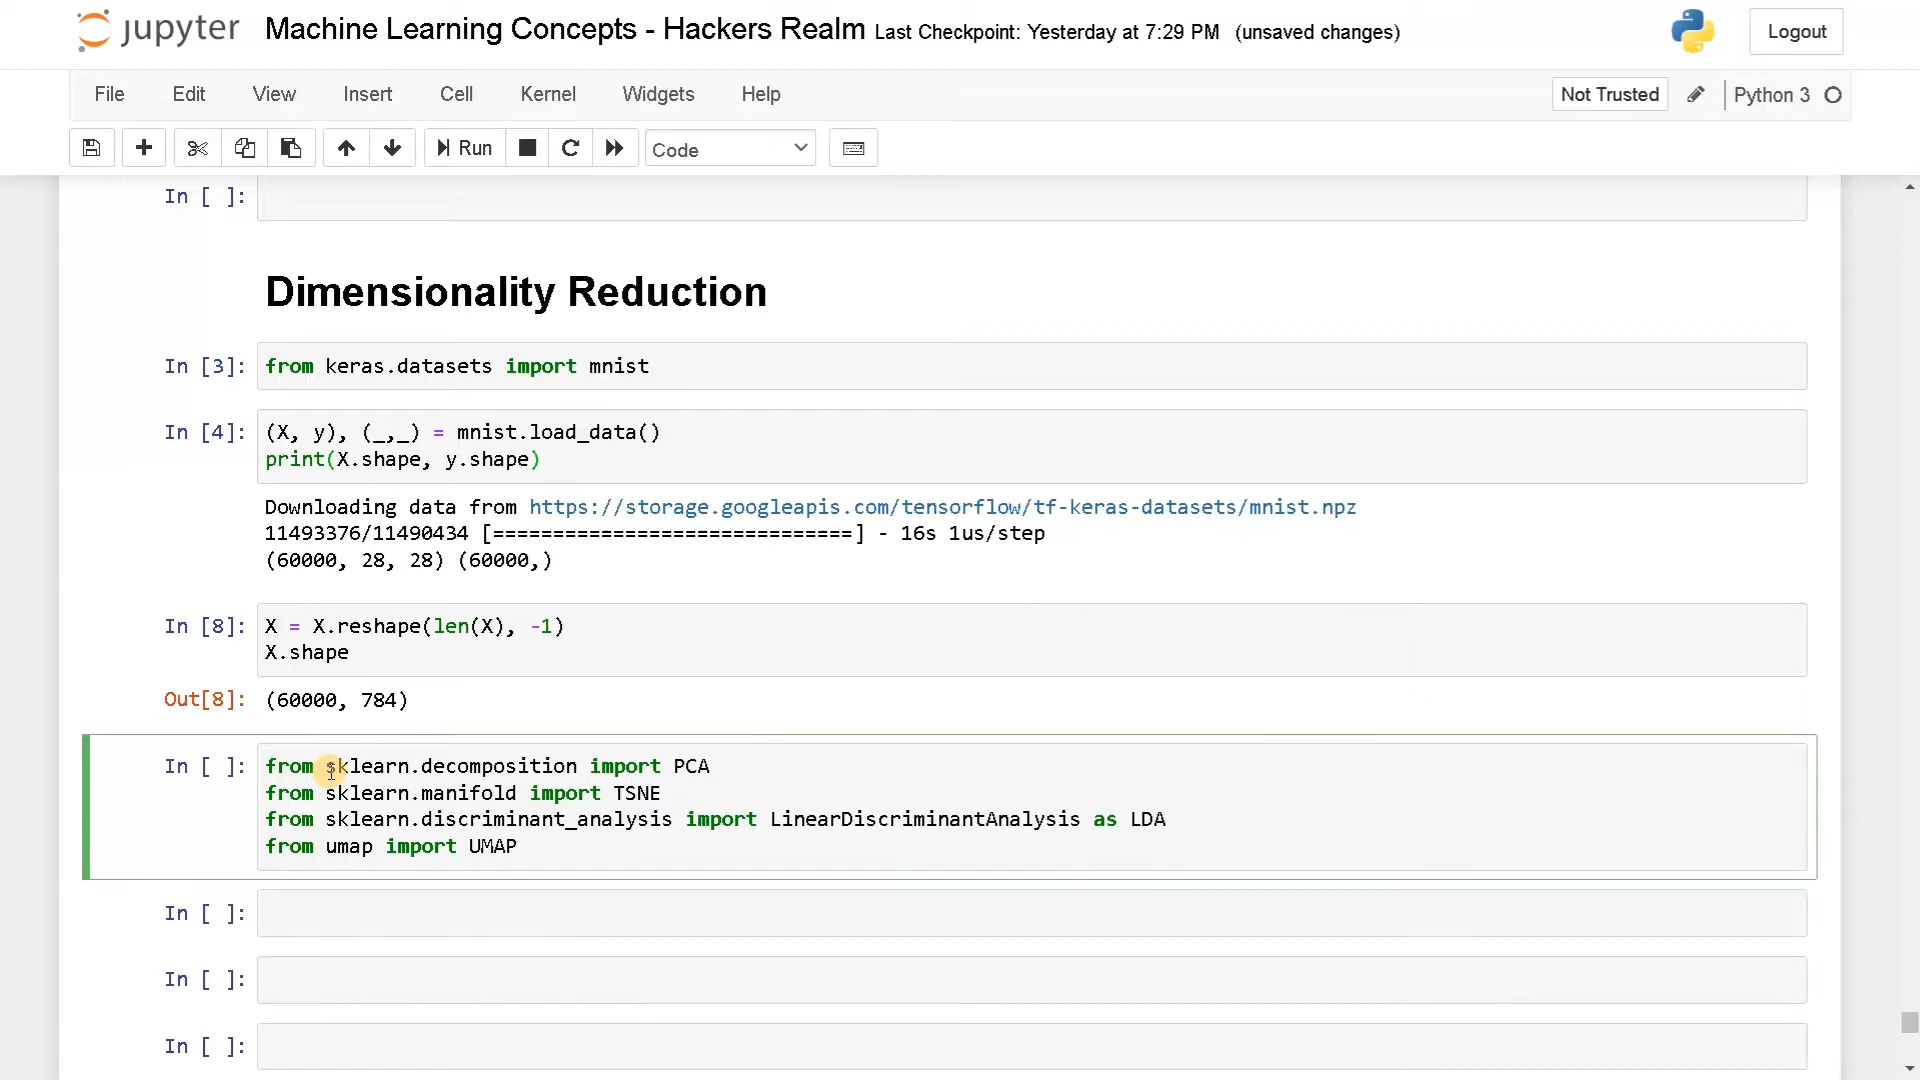 jupyter Machine Learning Concepts - Hackers Realm Last Checkpoint: Yesterday at 7:29 PM (unsaved changes) Logout
File Edit View Insert Cell Kernel Widgets Help Not Trusted Python 3
Run Code
In [ ]:
Dimensionality Reduction
In [3]: from keras.datasets import mnist
In [4]: (X, y), (_,_) = mnist.load_data()
print(X.shape, y.shape)
Downloading data from https://storage.googleapis.com/tensorflow/tf-keras-datasets/mnist.npz
11493376/11490434 [==============================] - 16s 1us/step
(60000, 28, 28) (60000,)
In [8]: X = X.reshape(len(X), -1)
X.shape
Out[8]: (60000, 784)
In [ ]: from sklearn.decomposition import PCA
from sklearn.manifold import TSNE
from sklearn.discriminant_analysis import LinearDiscriminantAnalysis as LDA
from umap import UMAP
In [ ]:
In [ ]:
In [ ]: